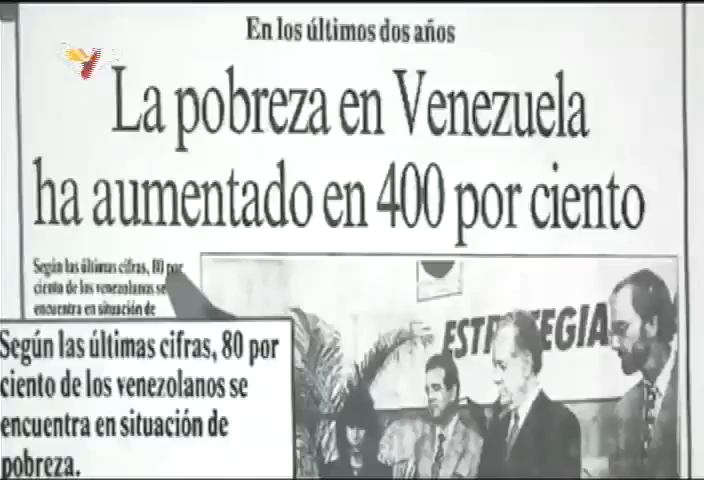 En los últimos dos años
La pobreza en Venezuela
ha aumentado en 400 por ciento
Según las últimas cifras, 80 por
ciento de los venezolanos se
encuentra en situación de
Según las últimas cifras, 80 por
ciento de los venezolanos se
encuentra en situación de
pobreza.
ESTRATEGIA